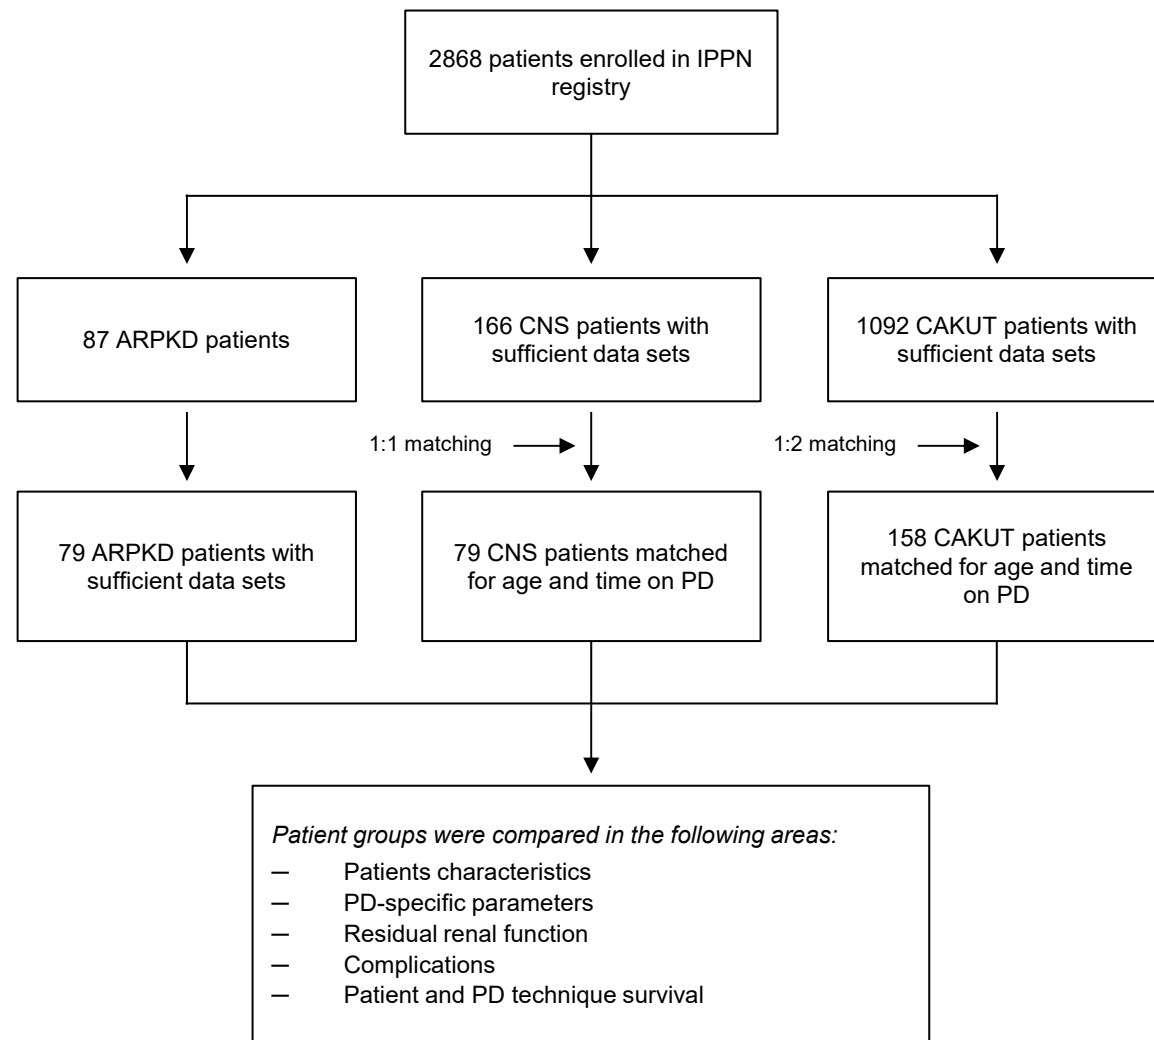 2868 patients enrolled in IPPN
registry
87 ARPKD patients
166 CNS patients with
sufficient data sets
1092 CAKUT patients with
sufficient data sets
1:1 matching
1:2 matching
79 ARPKD patients with
sufficient data sets
79 CNS patients matched
for age and time on PD
158 CAKUT patients
matched for age and time
on PD
Patient groups were compared in the following areas:
— Patients characteristics
— PD-specific parameters
— Residual renal function
— Complications
— Patient and PD technique survival